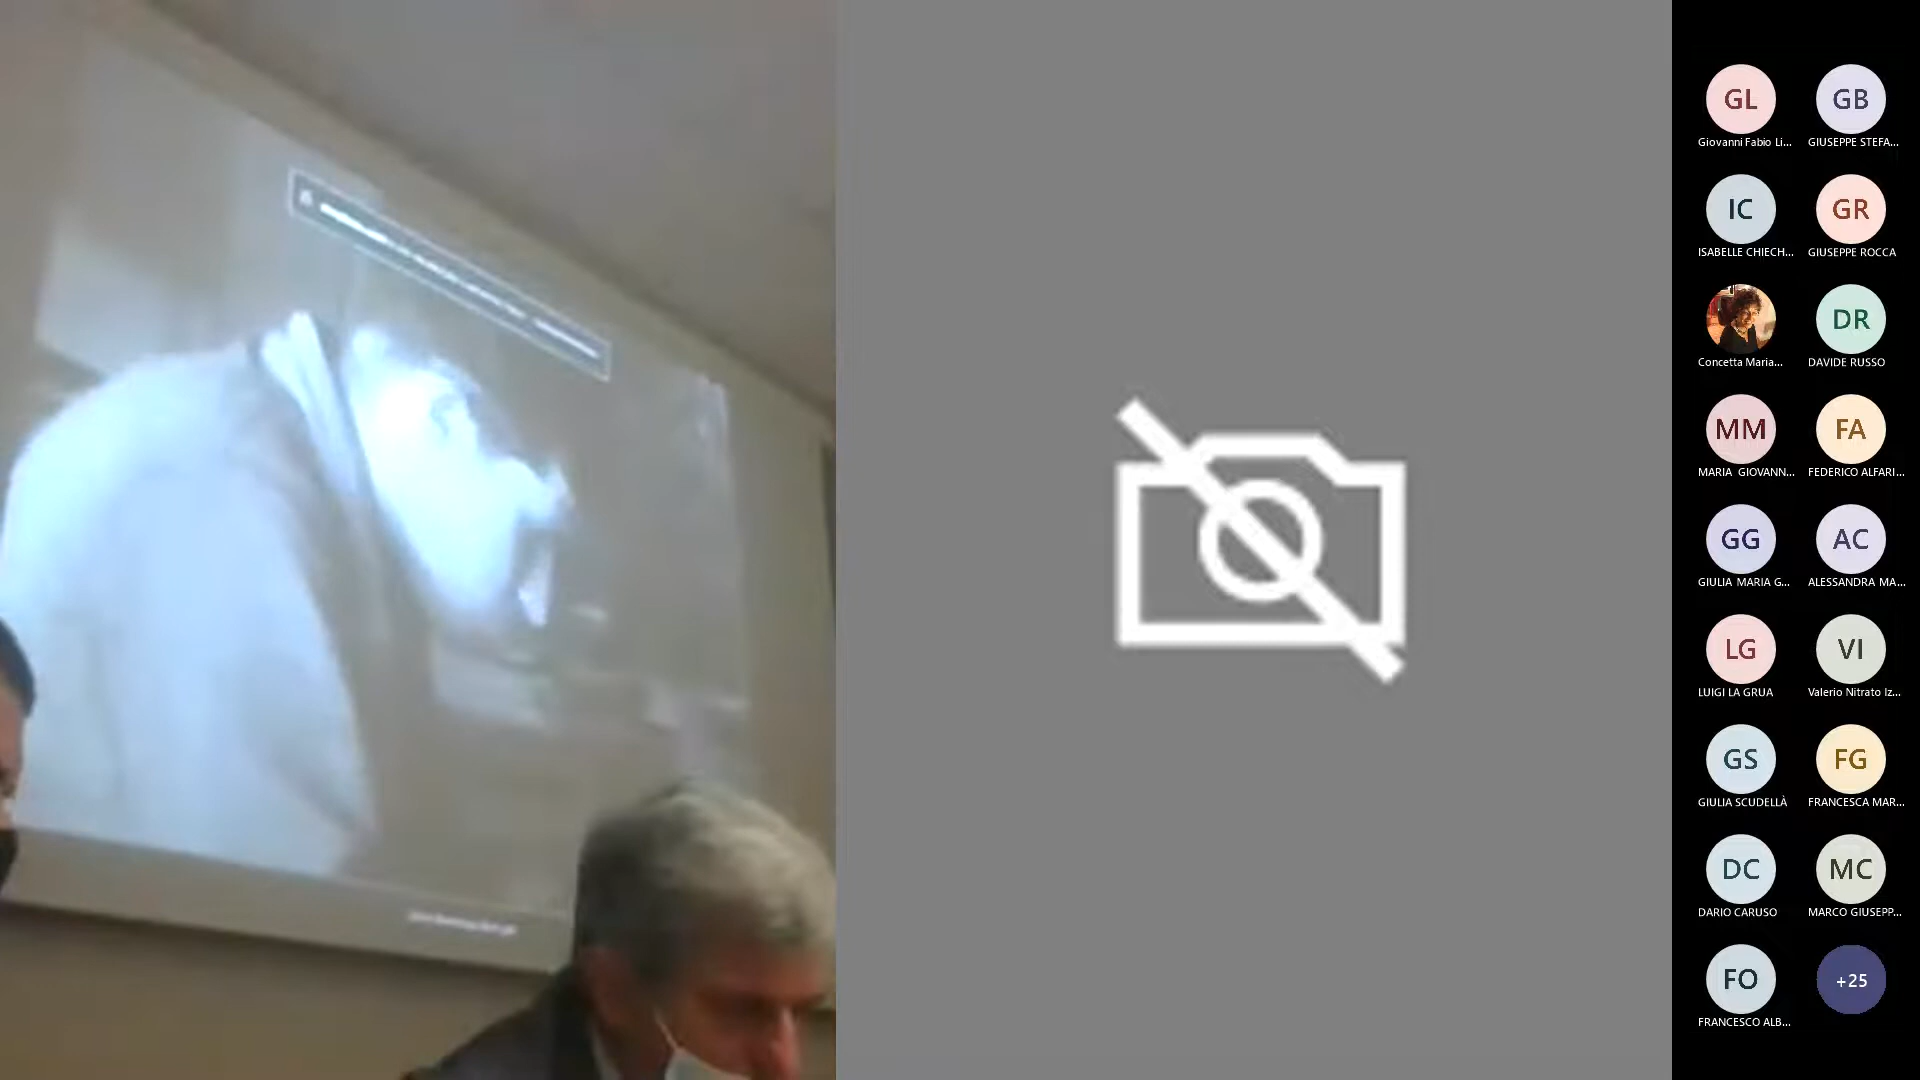 GL GB
Giovanni Fabio Li... GIUSEPPE STEFA...
IC GR
ISABELLE CHIECH... GIUSEPPE ROCCA
DR
Concetta Maria... DAVIDE RUSSO
MM FA
MARIA GIOVANN... FEDERICO ALFARI...
GG AC
GIULIA MARIA G... ALESSANDRA MA...
LG VI
LUIGI LA GRUA Valerio Nitrato Iz...
GS FG
GIULIA SCUDELLÀ FRANCESCA MAR...
DC MC
DARIO CARUSO MARCO GIUSEPP...
FO +25
FRANCESCO ALB...